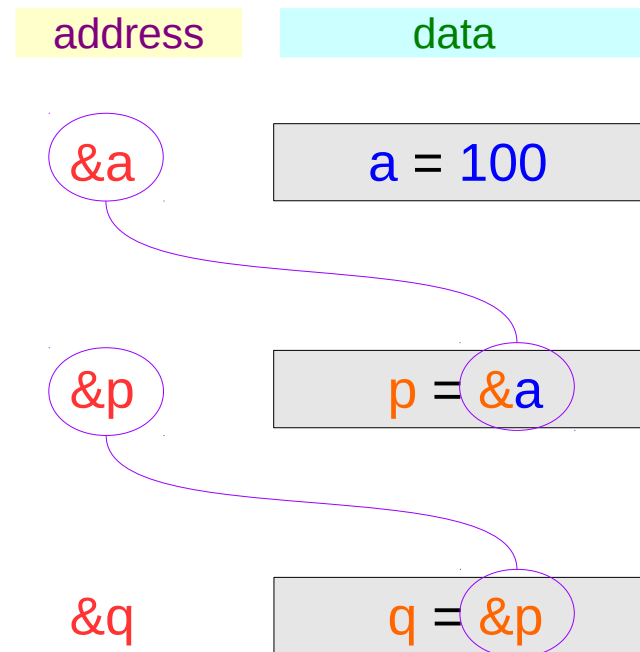 address data
&a a = 100
&p p = &a
&q q = &p